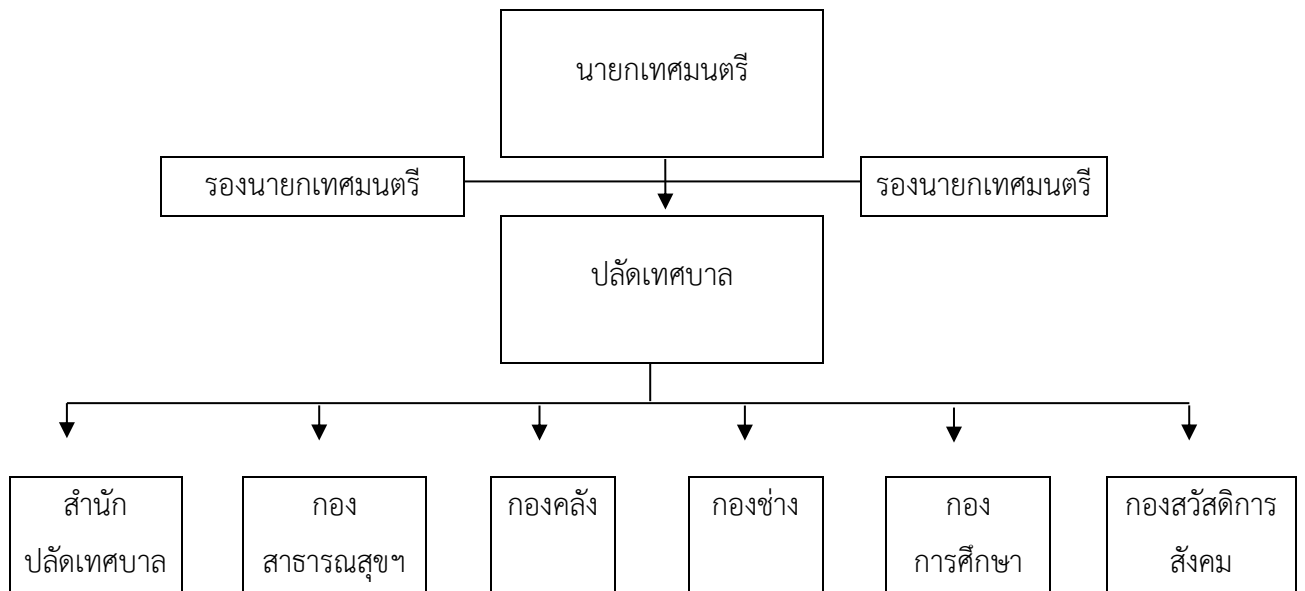 นายกเทศมนตรี
รองนายกเทศมนตรี
รองนายกเทศมนตรี
ปลัดเทศบาล
สำนัก
ปลัดเทศบาล
กอง
สาธารณสุขฯ
กองคลัง
กองช่าง
กอง
การศึกษา
กองสวัสดิการ
สังคม